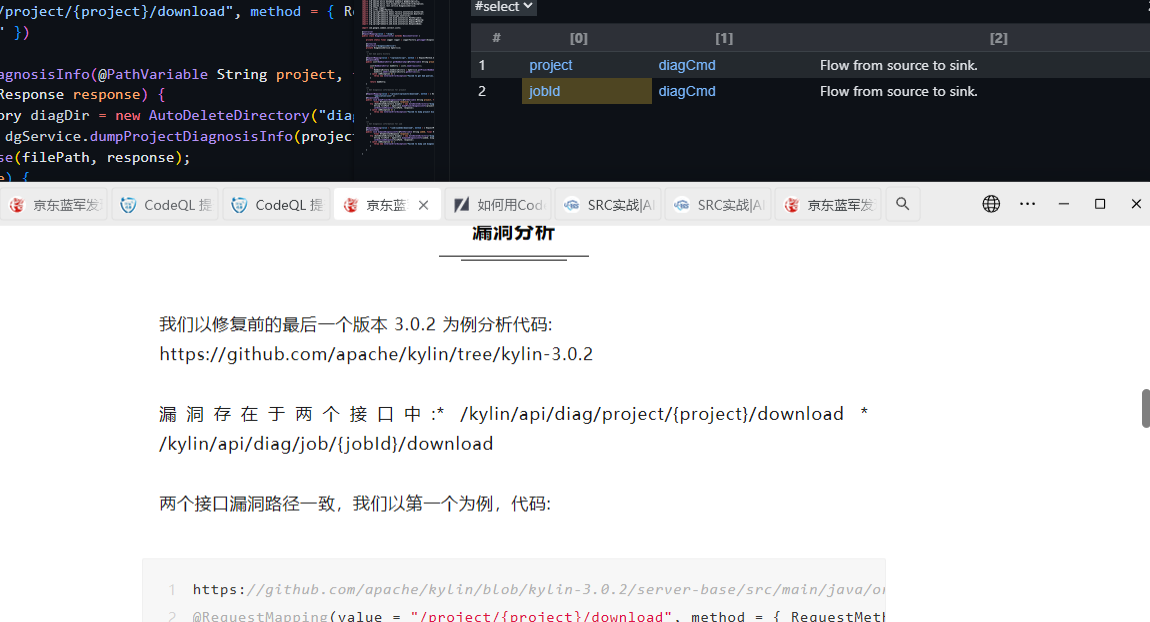 /project/{project}/download", method = { Re
" })
agnosisInfo(@PathVariable String project,
Response response) {
ory diagDir = new AutoDeleteDirectory("dia
dgService.dumpProjectDiagnosisInfo(project
se(filePath, response);
e) {
#select
# [0] [1] [2]
1 project diagCmd Flow from source to sink.
2 jobId diagCmd Flow from source to sink.
京东蓝军发 CodeQL 提 CodeQL 提 京东蓝 如何用Cod SRC实战|AI SRC实战|AI 京东蓝军发
漏洞分析
我们以修复前的最后一个版本 3.0.2 为例分析代码:
https://github.com/apache/kylin/tree/kylin-3.0.2
漏洞存在于两个接口中:* /kylin/api/diag/project/{project}/download *
/kylin/api/diag/job/{jobId}/download
两个接口漏洞路径一致，我们以第一个为例，代码:
1 https://github.com/apache/kylin/blob/kylin-3.0.2/server-base/src/main/java/or
2 @RequestMapping(value = "/project/{project}/download", method = { RequestMeth